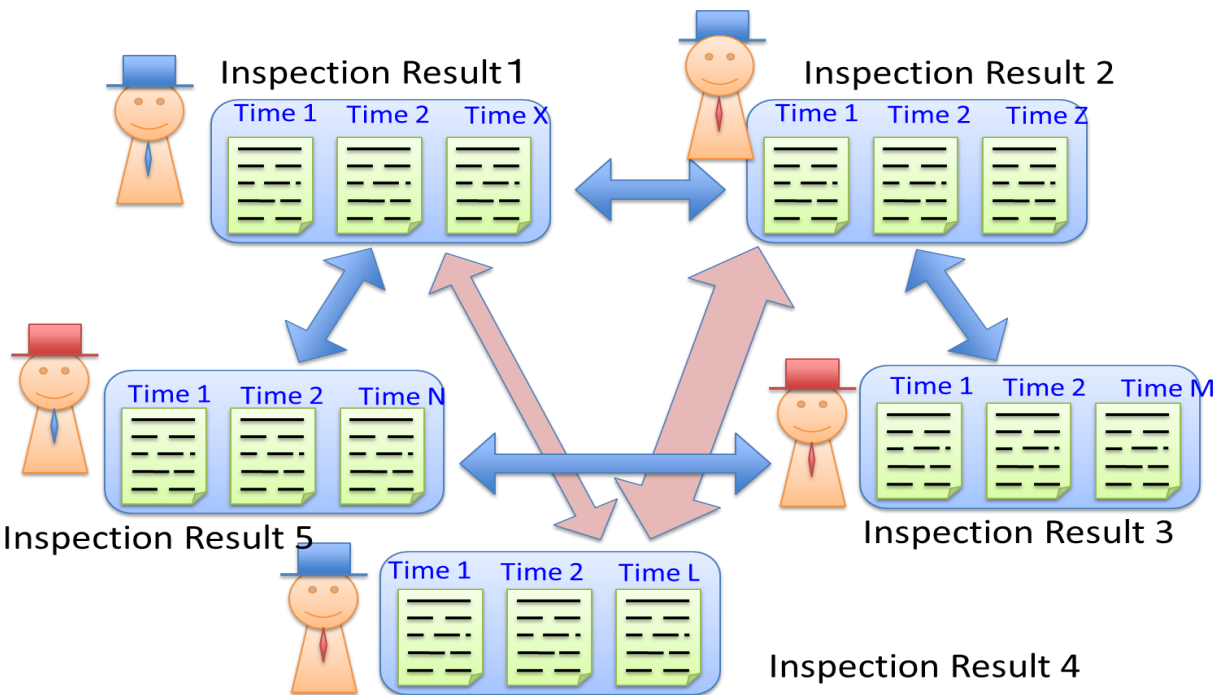 Inspection Result 1
Time 1 Time 2 Time X
Inspection Result 2
Time 1 Time 2 Time Z
Time 1 Time 2 Time N
Inspection Result 5
Time 1 Time 2 Time M
Inspection Result 3
Time 1 Time 2 Time L
Inspection Result 4